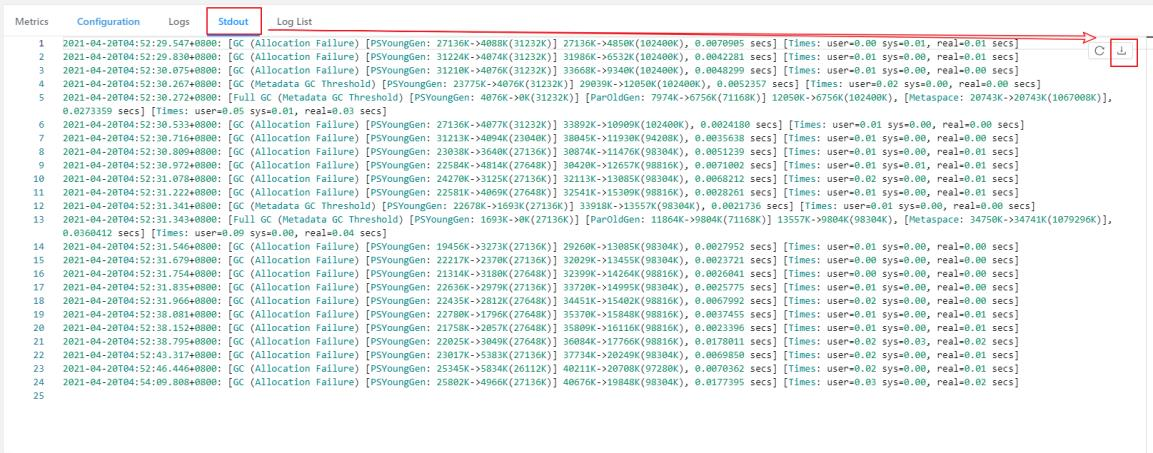 Metrics Configuration Logs Stdout Log List
1 2021-04-20T04:52:29.547+0800: [GC (Allocation Failure) [PSYoungGen: 27136K->4088K(31232K)] 27136K->4850K(102400K), 0.0070905 secs] [Times: user=0.00 sys=0.01, real=0.01 secs]
2 2021-04-20T04:52:29.830+0800: [GC (Allocation Failure) [PSYoungGen: 31224K->4074K(31232K)] 31986K->6532K(102400K), 0.0042281 secs] [Times: user=0.01 sys=0.00, real=0.01 secs]
3 2021-04-20T04:52:30.075+0800: [GC (Allocation Failure) [PSYoungGen: 31210K->4076K(31232K)] 33668K->9340K(102400K), 0.0048299 secs] [Times: user=0.01 sys=0.00, real=0.01 secs]
4 2021-04-20T04:52:30.267+0800: [GC (Metadata GC Threshold) [PSYoungGen: 23775K->4076K(31232K)] 29039K->12050K(102400K), 0.0052357 secs] [Times: user=0.02 sys=0.00, real=0.00 secs]
5 2021-04-20T04:52:30.272+0800: [Full GC (Metadata GC Threshold) [PSYoungGen: 4076K->0K(31232K)] [ParOldGen: 7974K->6756K(71168K)] 12050K->6756K(102400K), [Metaspace: 20743K->20743K(1067008K)],
0.0273359 secs] [Times: user=0.05 sys=0.01, real=0.03 secs]
6 2021-04-20T04:52:30.533+0800: [GC (Allocation Failure) [PSYoungGen: 27136K->4077K(31232K)] 33892K->10909K(102400K), 0.0024180 secs] [Times: user=0.01 sys=0.00, real=0.00 secs]
7 2021-04-20T04:52:30.716+0800: [GC (Allocation Failure) [PSYoungGen: 31213K->4094K(23040K)] 38045K->11930K(94208K), 0.0035638 secs] [Times: user=0.01 sys=0.00, real=0.01 secs]
8 2021-04-20T04:52:30.809+0800: [GC (Allocation Failure) [PSYoungGen: 23038K->3640K(27136K)] 30874K->11476K(98304K), 0.0051239 secs] [Times: user=0.01 sys=0.00, real=0.01 secs]
9 2021-04-20T04:52:30.972+0800: [GC (Allocation Failure) [PSYoungGen: 22584K->4814K(27648K)] 30420K->12657K(98816K), 0.0071002 secs] [Times: user=0.01 sys=0.01, real=0.01 secs]
10 2021-04-20T04:52:31.078+0800: [GC (Allocation Failure) [PSYoungGen: 24270K->3125K(27136K)] 32113K->13085K(98304K), 0.0068212 secs] [Times: user=0.02 sys=0.00, real=0.01 secs]
11 2021-04-20T04:52:31.222+0800: [GC (Allocation Failure) [PSYoungGen: 22581K->4069K(27648K)] 32541K->15309K(98816K), 0.0028261 secs] [Times: user=0.01 sys=0.00, real=0.01 secs]
12 2021-04-20T04:52:31.341+0800: [GC (Metadata GC Threshold) [PSYoungGen: 22678K->1693K(27136K)] 33918K->13557K(98304K), 0.0021736 secs] [Times: user=0.01 sys=0.00, real=0.00 secs]
13 2021-04-20T04:52:31.343+0800: [Full GC (Metadata GC Threshold) [PSYoungGen: 1693K->0K(27136K)] [ParOldGen: 11864K->9804K(71168K)] 13557K->9804K(98304K), [Metaspace: 34750K->34741K(1079296K)],
0.0360412 secs] [Times: user=0.09 sys=0.00, real=0.04 secs]
14 2021-04-20T04:52:31.546+0800: [GC (Allocation Failure) [PSYoungGen: 19456K->3273K(27136K)] 29260K->13085K(98304K), 0.0027952 secs] [Times: user=0.01 sys=0.00, real=0.00 secs]
15 2021-04-20T04:52:31.679+0800: [GC (Allocation Failure) [PSYoungGen: 22217K->2370K(27136K)] 32029K->13455K(98304K), 0.0023721 secs] [Times: user=0.00 sys=0.00, real=0.01 secs]
16 2021-04-20T04:52:31.754+0800: [GC (Allocation Failure) [PSYoungGen: 21314K->3180K(27648K)] 32399K->14264K(98816K), 0.0026041 secs] [Times: user=0.01 sys=0.00, real=0.00 secs]
17 2021-04-20T04:52:31.835+0800: [GC (Allocation Failure) [PSYoungGen: 22636K->2979K(27136K)] 33720K->14995K(98304K), 0.0025775 secs] [Times: user=0.01 sys=0.00, real=0.01 secs]
18 2021-04-20T04:52:31.966+0800: [GC (Allocation Failure) [PSYoungGen: 22435K->2812K(27648K)] 34451K->15402K(98816K), 0.0067992 secs] [Times: user=0.02 sys=0.00, real=0.00 secs]
19 2021-04-20T04:52:38.081+0800: [GC (Allocation Failure) [PSYoungGen: 22780K->1796K(27648K)] 35370K->15848K(98816K), 0.0037455 secs] [Times: user=0.01 sys=0.00, real=0.01 secs]
20 2021-04-20T04:52:38.152+0800: [GC (Allocation Failure) [PSYoungGen: 21758K->2057K(27648K)] 35809K->16116K(98816K), 0.0023396 secs] [Times: user=0.01 sys=0.00, real=0.01 secs]
21 2021-04-20T04:52:38.795+0800: [GC (Allocation Failure) [PSYoungGen: 22025K->3049K(27648K)] 36084K->17766K(98816K), 0.0178011 secs] [Times: user=0.02 sys=0.03, real=0.02 secs]
22 2021-04-20T04:52:43.317+0800: [GC (Allocation Failure) [PSYoungGen: 23017K->5383K(27136K)] 37734K->20249K(98304K), 0.0069850 secs] [Times: user=0.02 sys=0.00, real=0.01 secs]
23 2021-04-20T04:52:46.446+0800: [GC (Allocation Failure) [PSYoungGen: 25345K->5834K(26112K)] 40211K->20708K(97280K), 0.0070362 secs] [Times: user=0.02 sys=0.00, real=0.01 secs]
24 2021-04-20T04:54:09.808+0800: [GC (Allocation Failure) [PSYoungGen: 25802K->4966K(27136K)] 40676K->19848K(98304K), 0.0177395 secs] [Times: user=0.03 sys=0.00, real=0.02 secs]
25